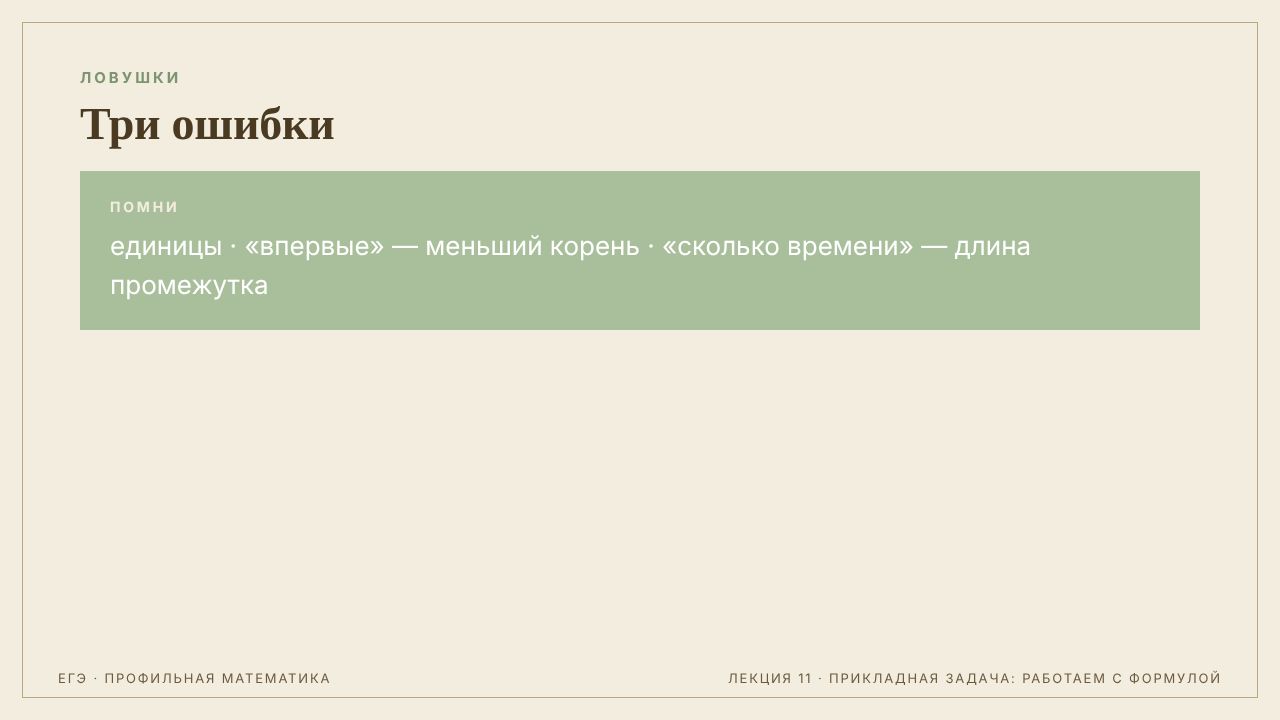 ЛОВУШКИ
Три ошибки
ПОМНИ
единицы · «впервые» — меньший корень · «сколько времени» — длина
промежутка
ЕГЭ · ПРОФИЛЬНАЯ МАТЕМАТИКА
ЛЕКЦИЯ 11 · ПРИКЛАДНАЯ ЗАДАЧА: РАБОТАЕМ С ФОРМУЛОЙ